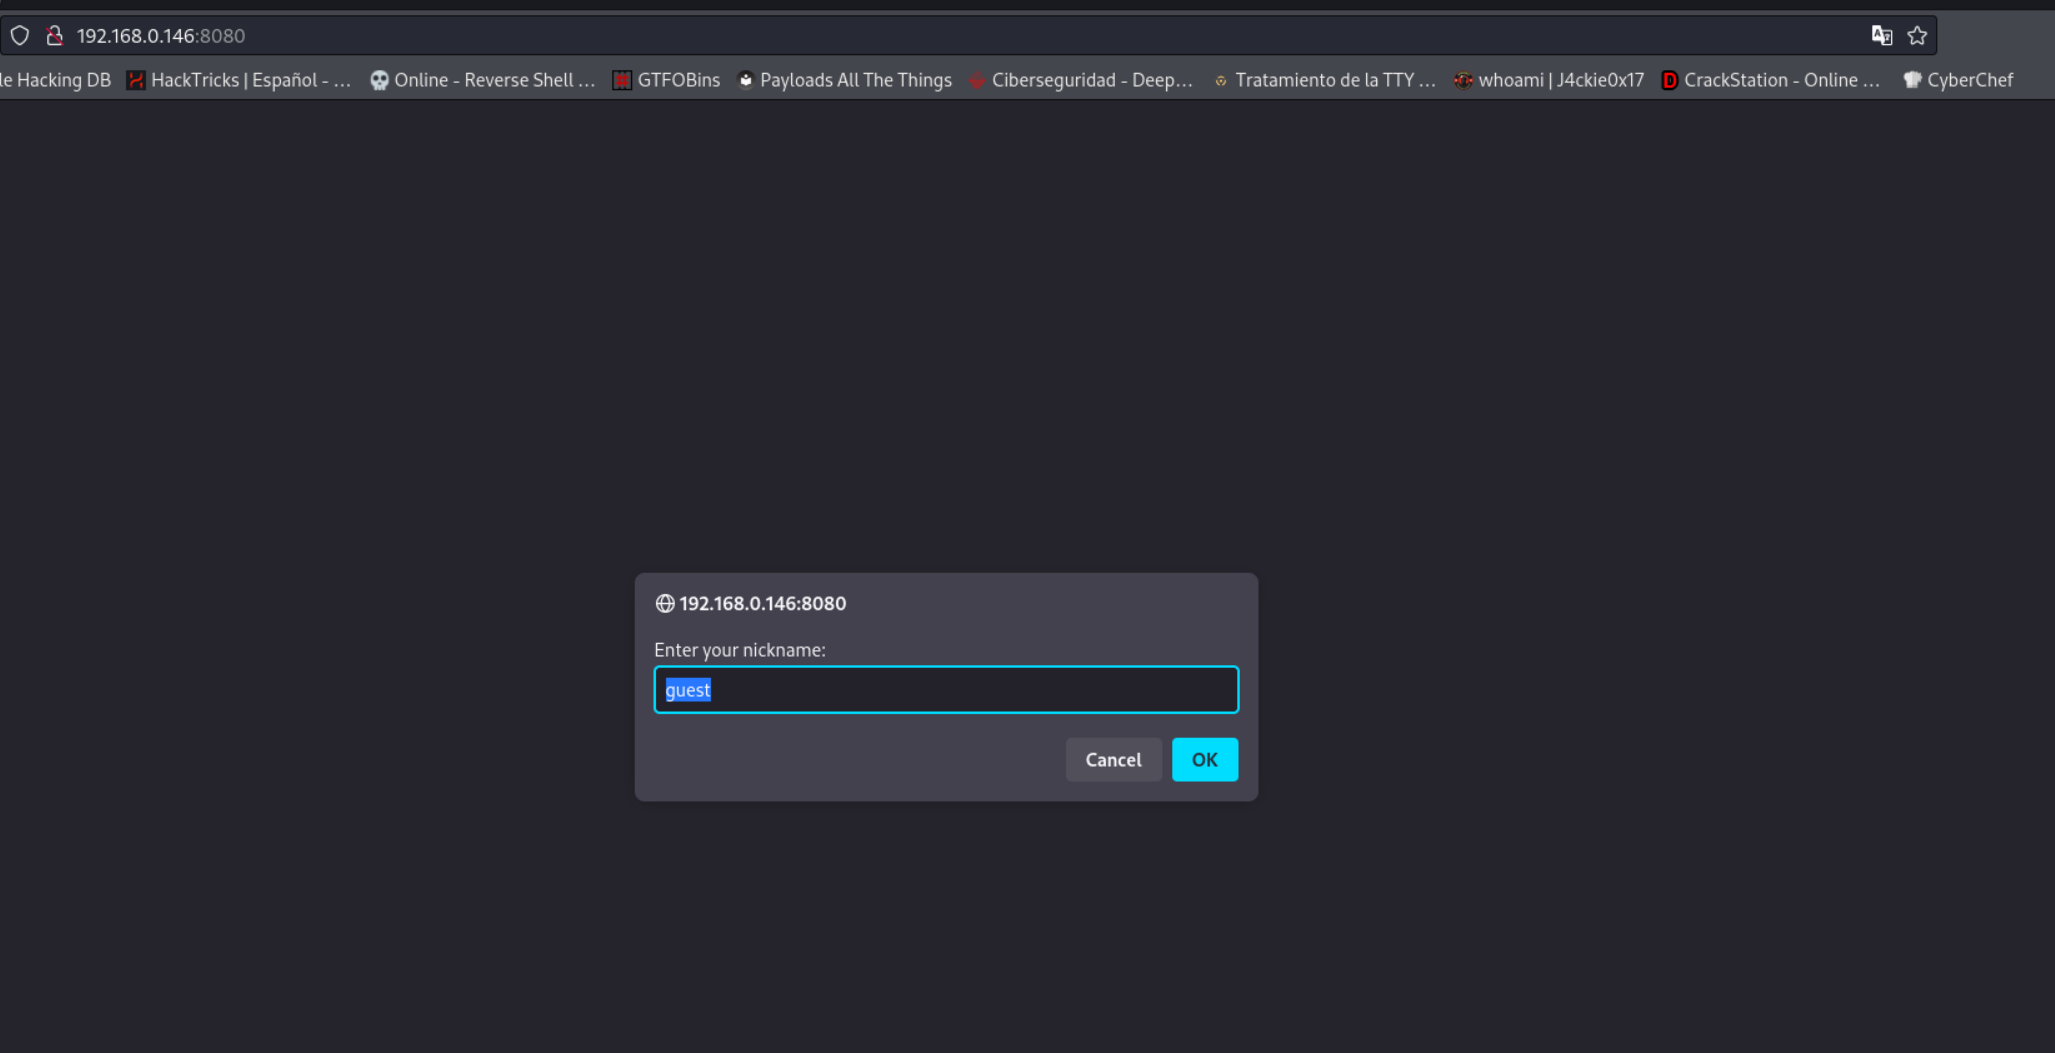 192.168.0.146:8080
le Hacking DB HackTricks | Español - ... Online - Reverse Shell ... GTFOBins Payloads All The Things Ciberseguridad - Deep... Tratamiento de la TTY ... whoami | J4ckie0x17 CrackStation - Online ... CyberChef
192.168.0.146:8080
Enter your nickname:
guest
Cancel OK